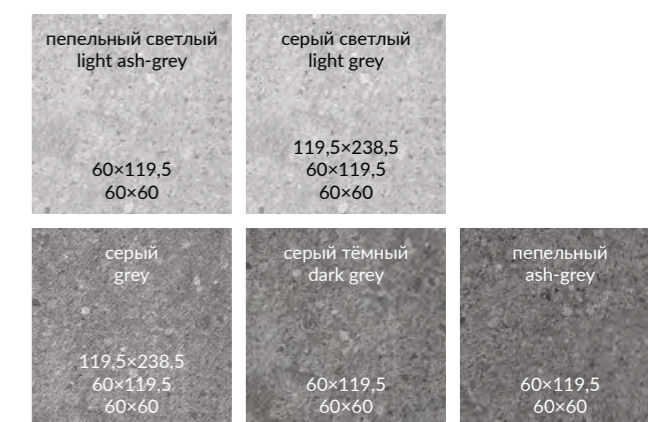 пепельный светлый
light ash-grey
60×119,5
60×60
серый светлый
light grey
119,5×238,5
60×119,5
60×60
серый
grey
119,5×238,5
60×119,5
60×60
серый тёмный
dark grey
60×119,5
60×60
пепельный
ash-grey
60×119,5
60×60